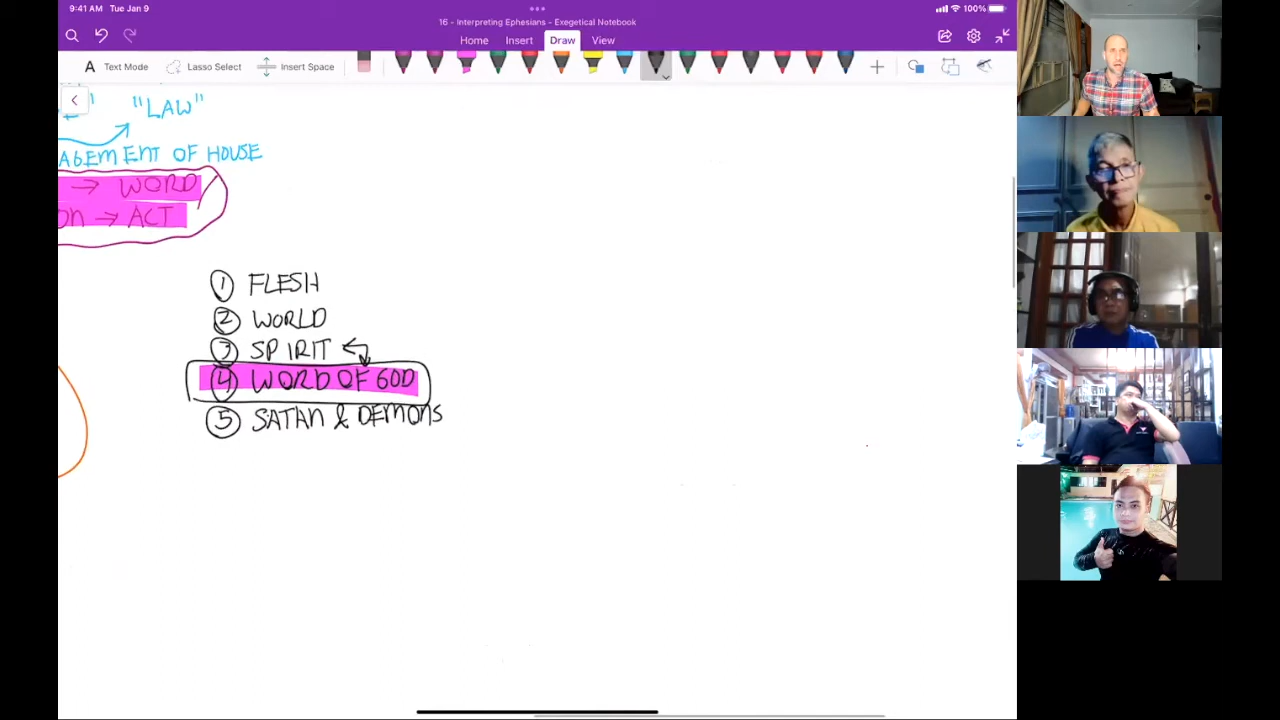 9:41 AM Tue Jan 9
100%
16 - Interpreting Ephesians - Exegetical Notebook
Home Insert Draw View
A Text Mode Lasso Select Insert Space
"LAW"
OF HOUSE
→ WORD
→ ACT
① FLESH
② WORLD
③ SPIRIT
④ WORD OF GOD
⑤ SATAN & DEMONS